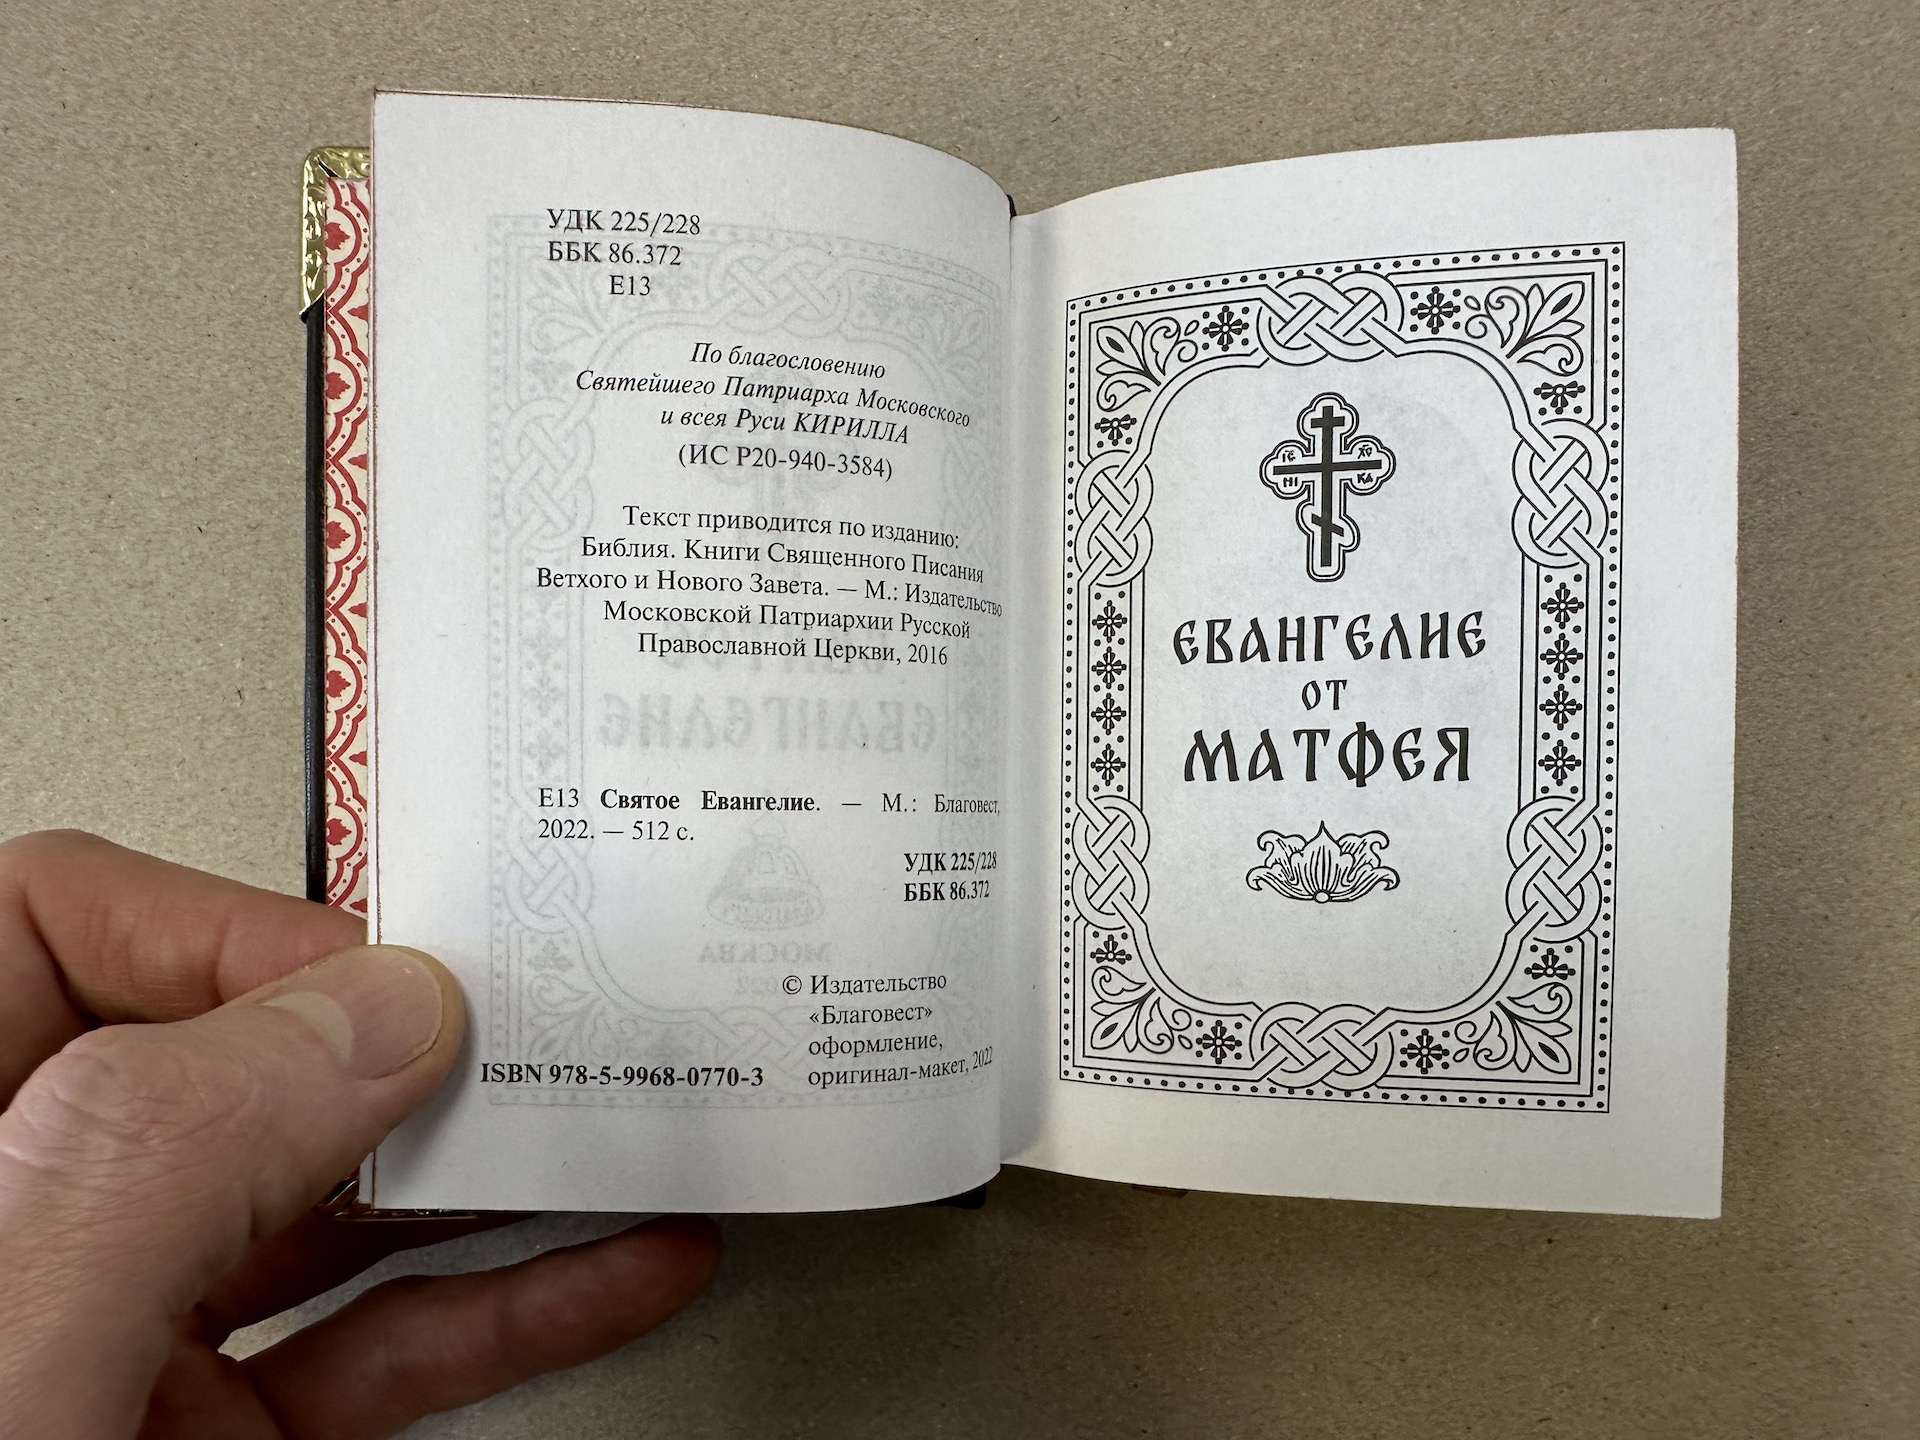 УДК 225/228
ББК 86.372
Е13
По благословению
Святейшего Патриарха Московского
и всея Руси КИРИЛЛА
(ИС Р20-940-3584)
Текст приводится по изданию:
Библия. Книги Священного Писания
Ветхого и Нового Завета. — М.: Издательство
Московской Патриархии Русской
Православной Церкви, 2016
Е13 Святое Евангелие. — М.: Благовест,
2022. — 512 с.
УДК 225/228
ББК 86.372
© Издательство
«Благовест»
оформление,
оригинал-макет, 2022
ISBN 978-5-9968-0770-3
ІС ХС
НІ КА
ЕВАНГЕЛИЕ
ОТ
МАТФЕЯ